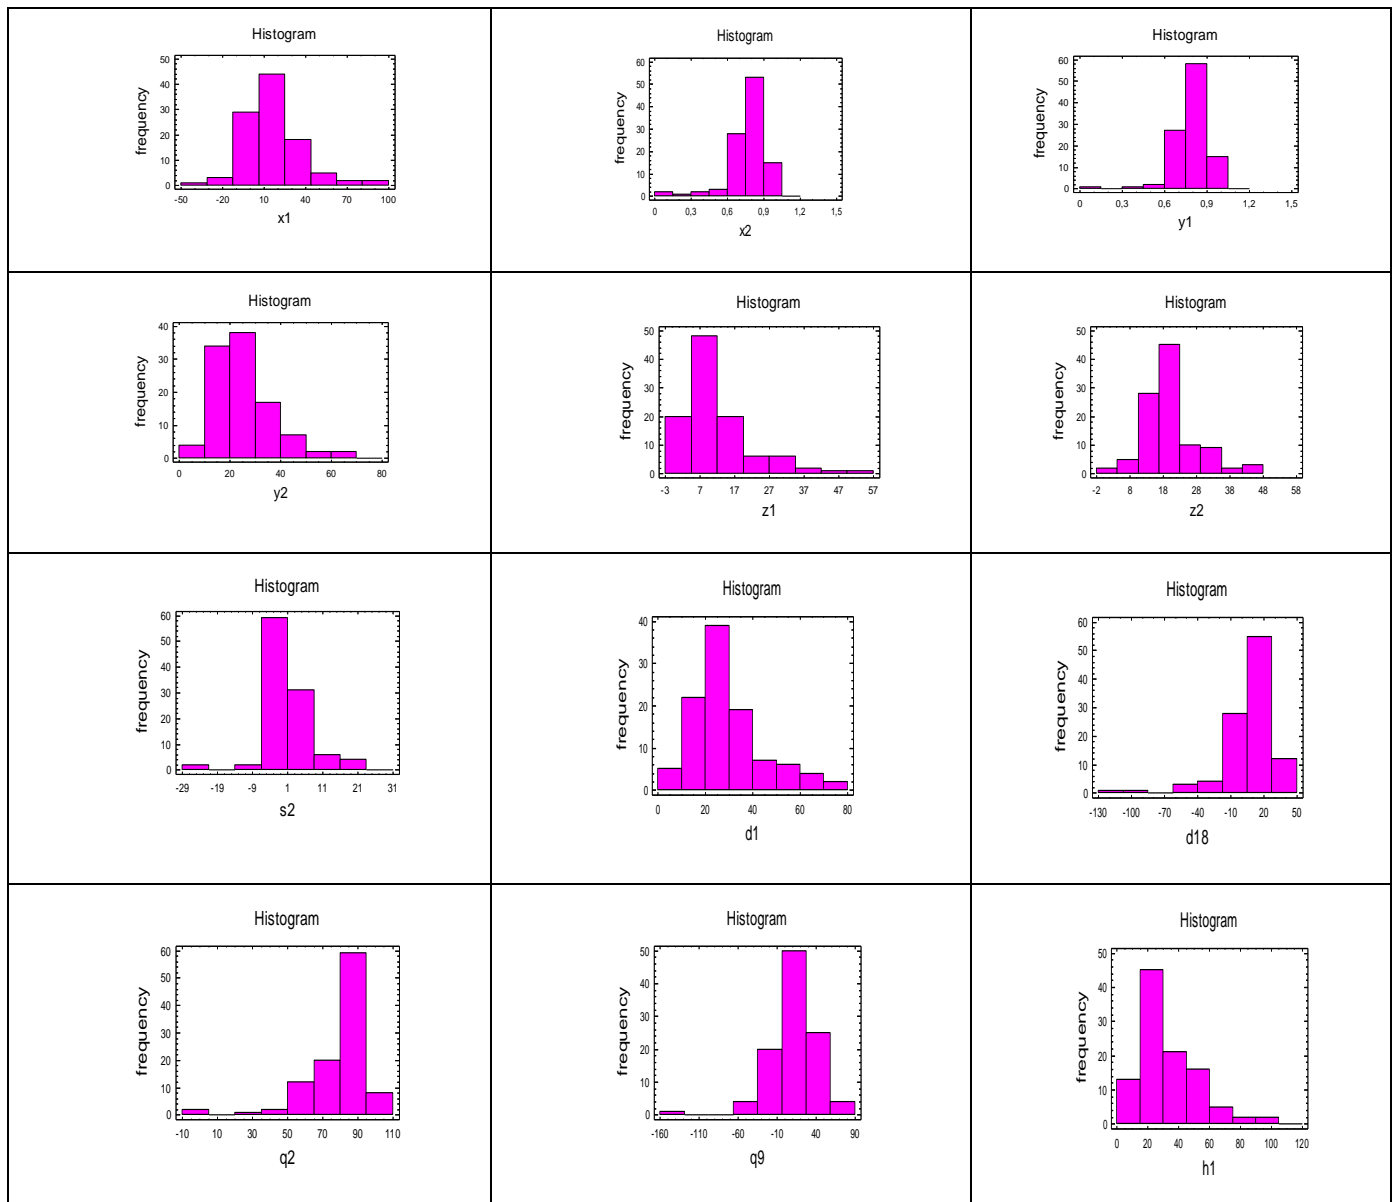 Histogram
50
40
30
20
10
0
frequency
-50 -20 10 40 70 100
x1
Histogram
60
50
40
30
20
10
0
frequency
0 0,3 0,6 0,9 1,2 1,5
x2
Histogram
60
50
40
30
20
10
0
frequency
0 0,3 0,6 0,9 1,2 1,5
y1
Histogram
40
30
20
10
0
frequency
0 20 40 60 80
y2
Histogram
50
40
30
20
10
0
frequency
-3 7 17 27 37 47 57
z1
Histogram
50
40
30
20
10
0
frequency
-2 8 18 28 38 48 58
z2
Histogram
60
50
40
30
20
10
0
frequency
-29 -19 -9 1 11 21 31
s2
Histogram
40
30
20
10
0
frequency
0 20 40 60 80
d1
Histogram
60
50
40
30
20
10
0
frequency
-130 -100 -70 -40 -10 20 50
d18
Histogram
60
50
40
30
20
10
0
frequency
-10 10 30 50 70 90 110
q2
Histogram
50
40
30
20
10
0
frequency
-160 -110 -60 -10 40 90
q9
Histogram
50
40
30
20
10
0
frequency
0 20 40 60 80 100 120
h1